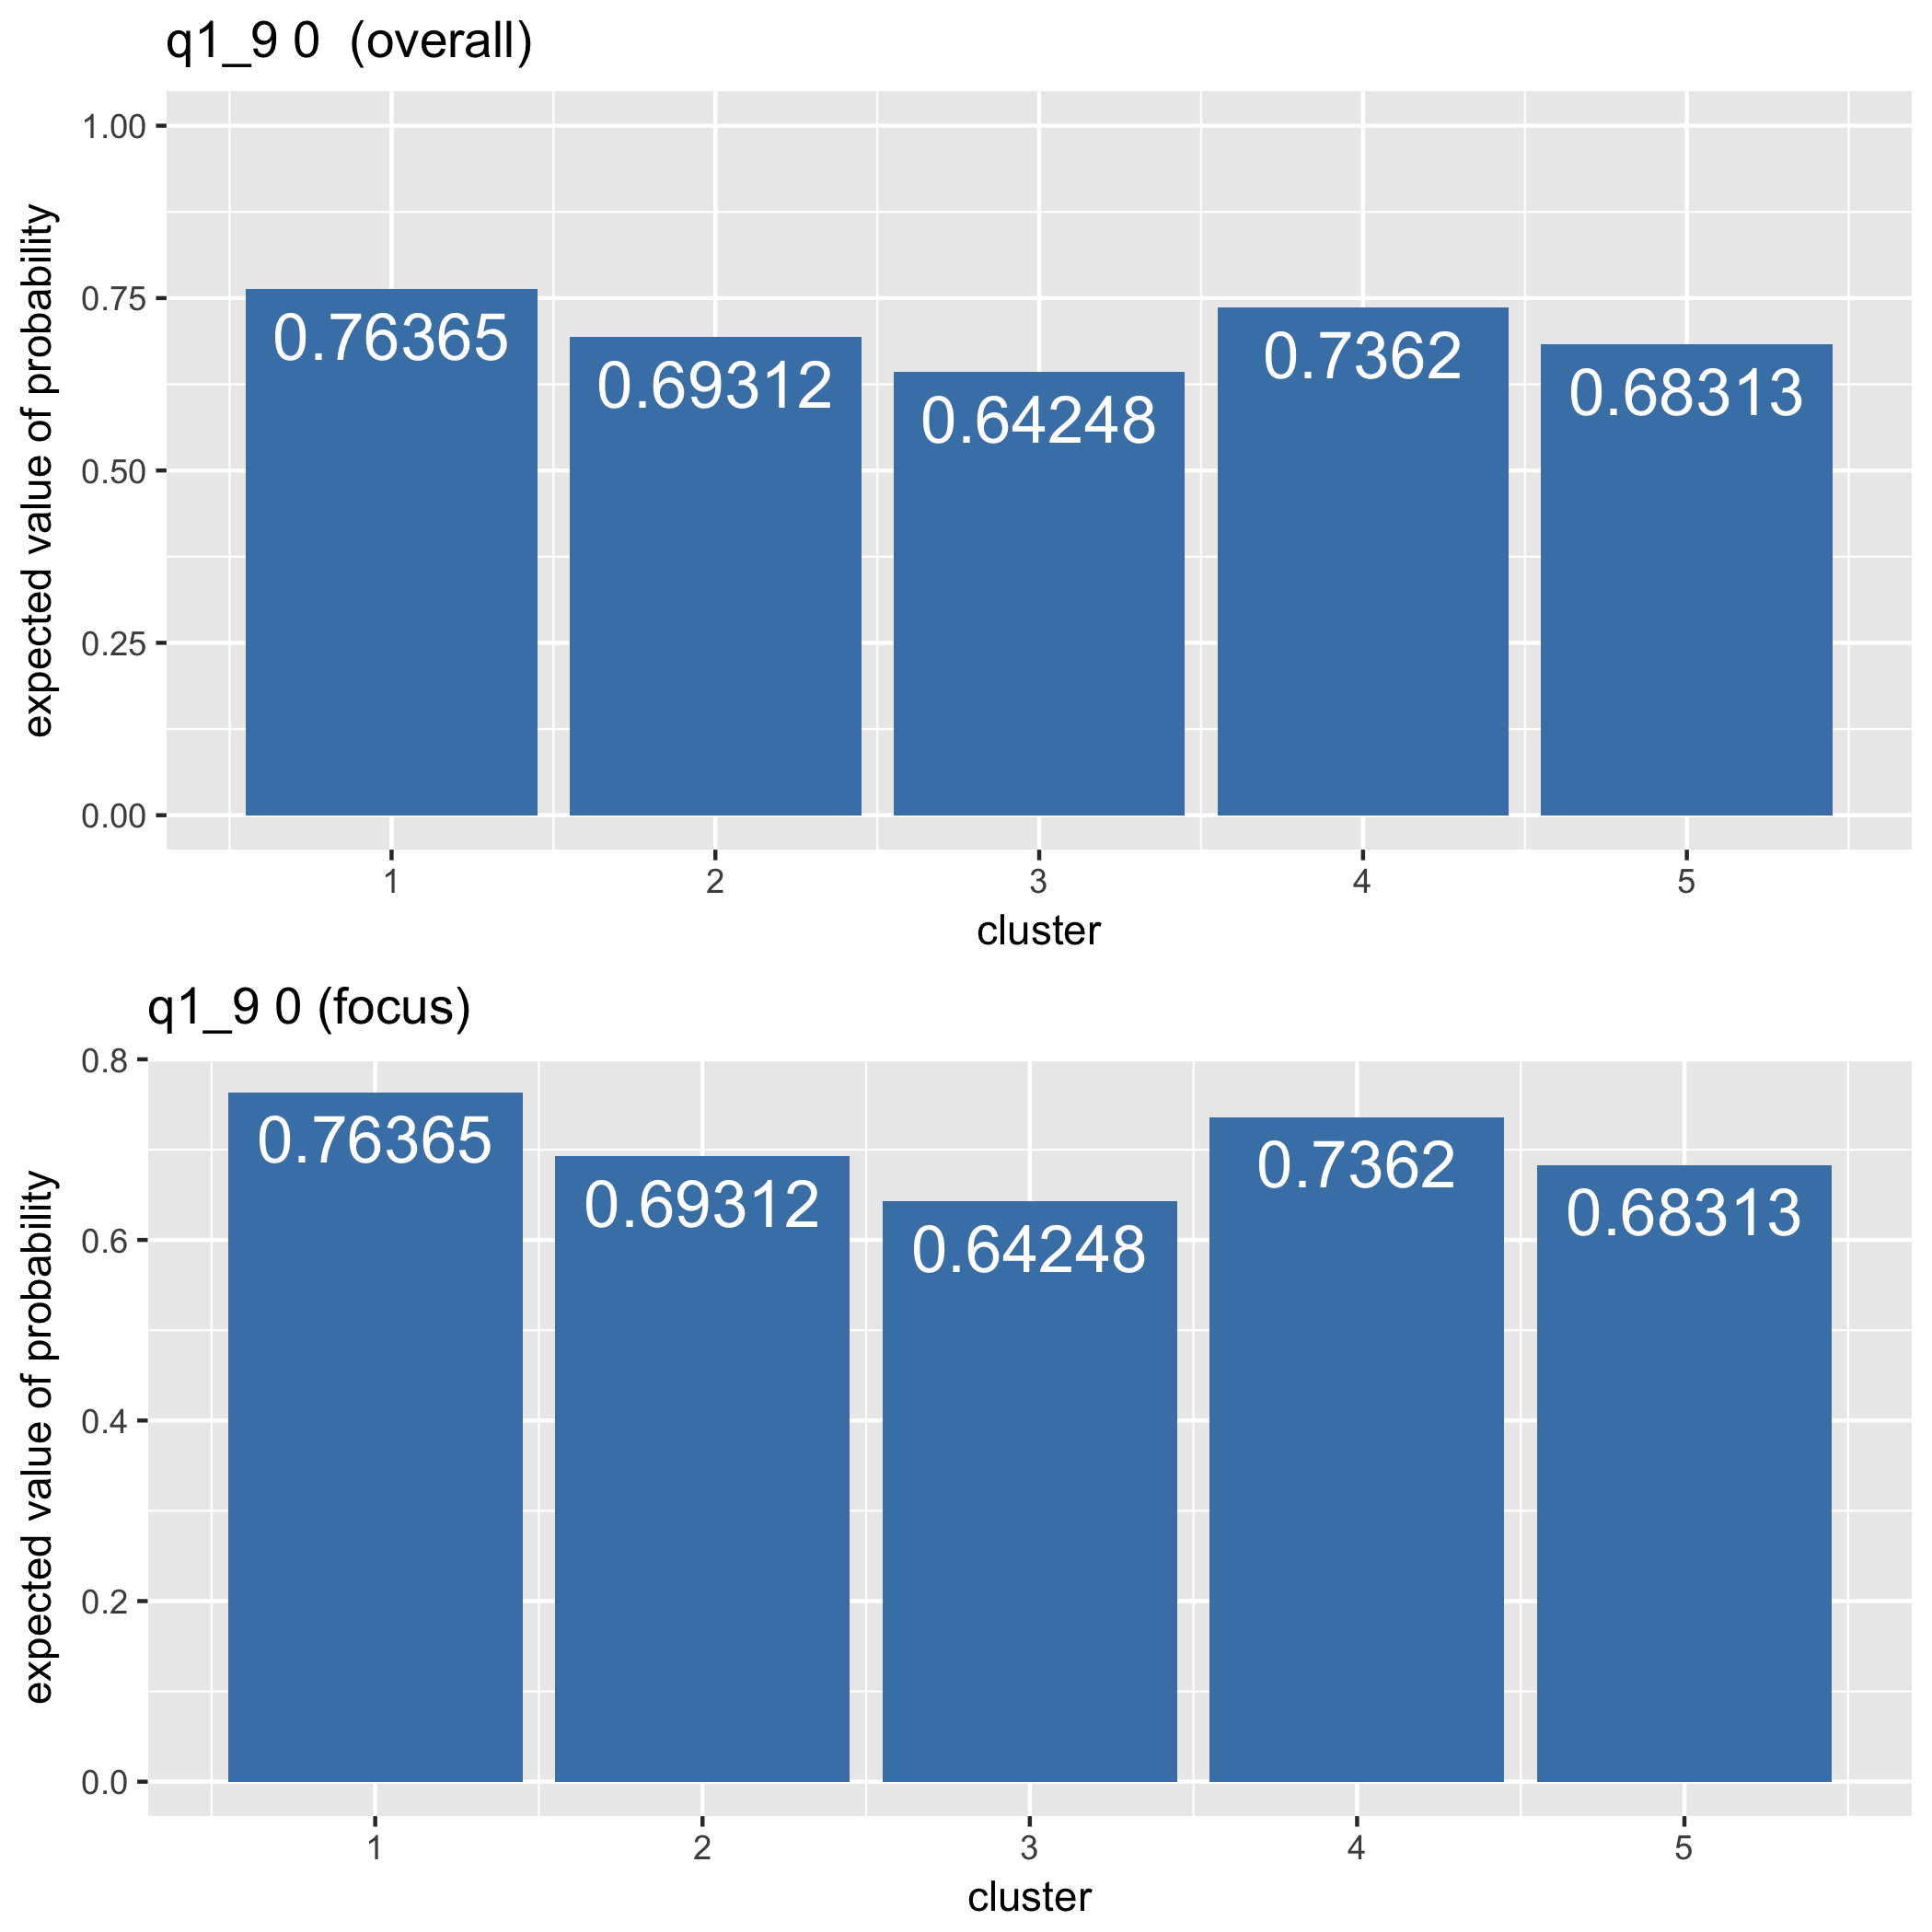 q1_9 0  (overall)
expected value of probability
1.00
0.75
0.50
0.25
0.00
0.76365
0.69312
0.64248
0.7362
0.68313
1 2 3 4 5
cluster
q1_9 0 (focus)
expected value of probability
0.8
0.6
0.4
0.2
0.0
0.76365
0.69312
0.64248
0.7362
0.68313
1 2 3 4 5
cluster